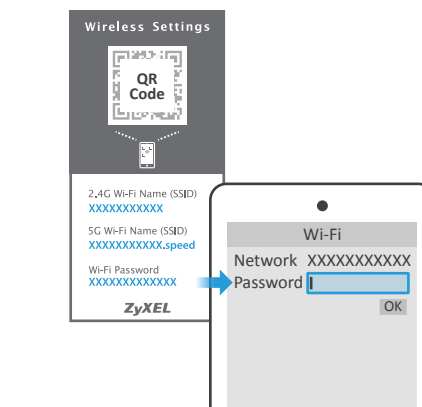 Wireless Settings
QR
Code
2.4G Wi-Fi Name (SSID)
XXXXXXXXXXX
5G Wi-Fi Name (SSID)
XXXXXXXXXXX.speed
Wi-Fi Password
XXXXXXXXXXXXX
ZyXEL
Wi-Fi
Network XXXXXXXXXXX
Password
OK